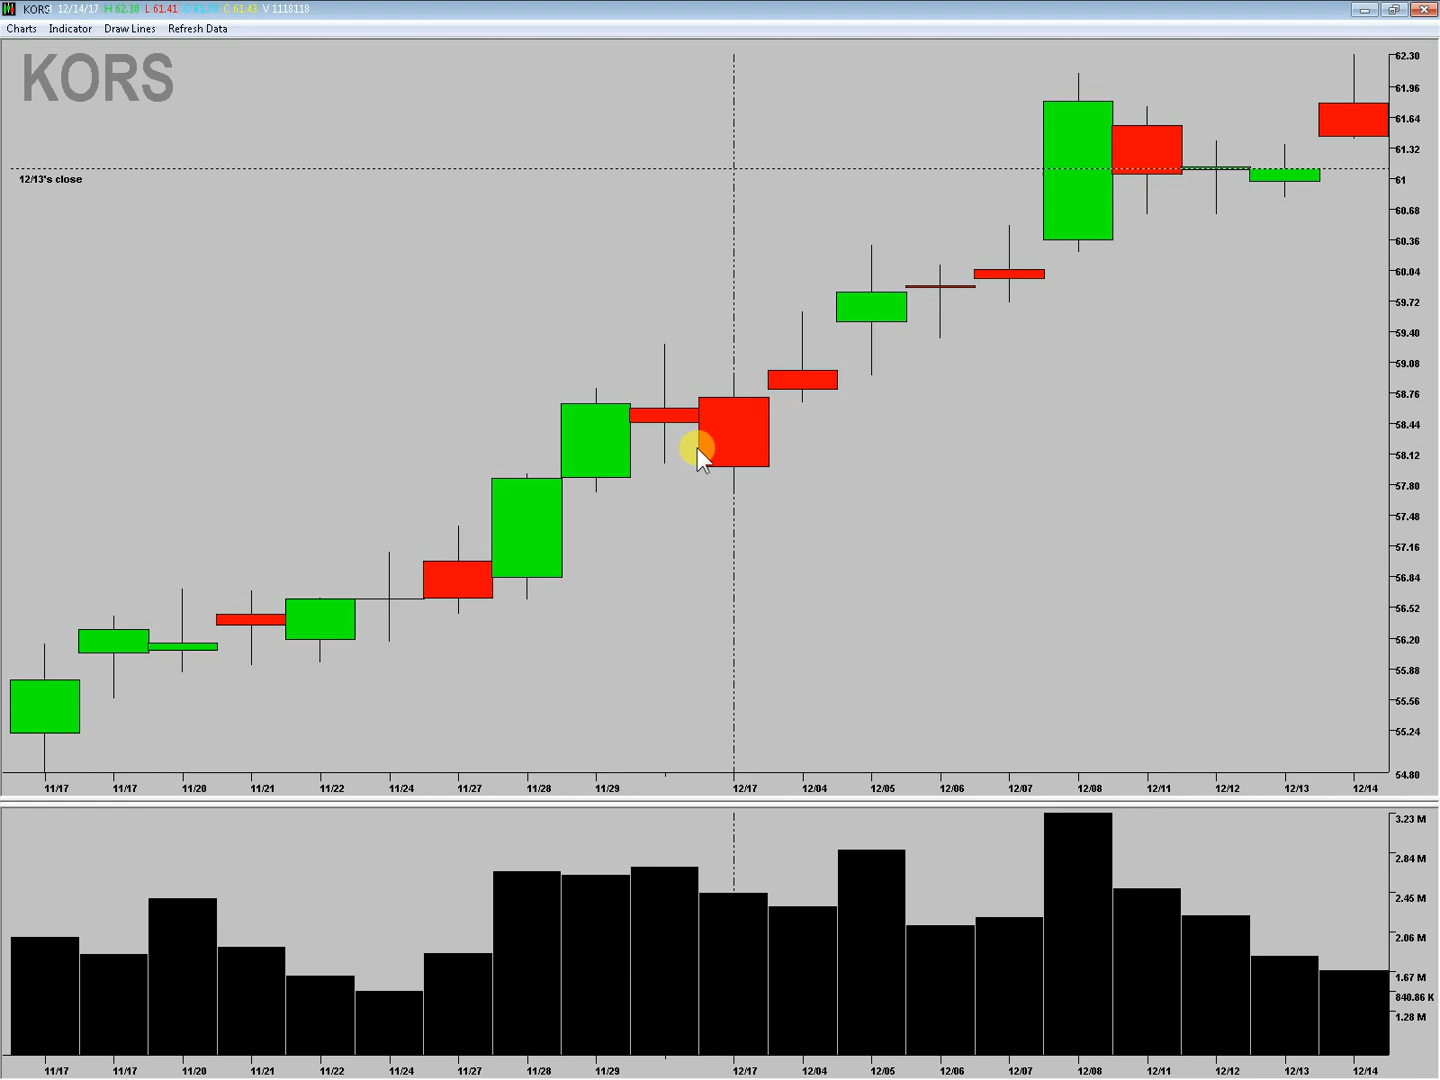 KORS 12/14/17 H 62.30 L 61.41 C 61.43 V 1118118
Charts Indicator Draw Lines Refresh Data
KORS
62.30
61.96
61.64
61.32
12/13's close
61
60.68
60.36
60.04
59.72
59.40
59.08
58.76
58.44
58.12
57.80
57.48
57.16
56.84
56.52
56.20
55.88
55.56
55.24
54.80
11/17 11/17 11/20 11/21 11/22 11/24 11/27 11/28 11/29 12/17 12/04 12/05 12/06 12/07 12/08 12/11 12/12 12/13 12/14
3.23 M
2.84 M
2.45 M
2.06 M
1.67 M
840.86 K
1.28 M
11/17 11/17 11/20 11/21 11/22 11/24 11/27 11/28 11/29 12/17 12/04 12/05 12/06 12/07 12/08 12/11 12/12 12/13 12/14